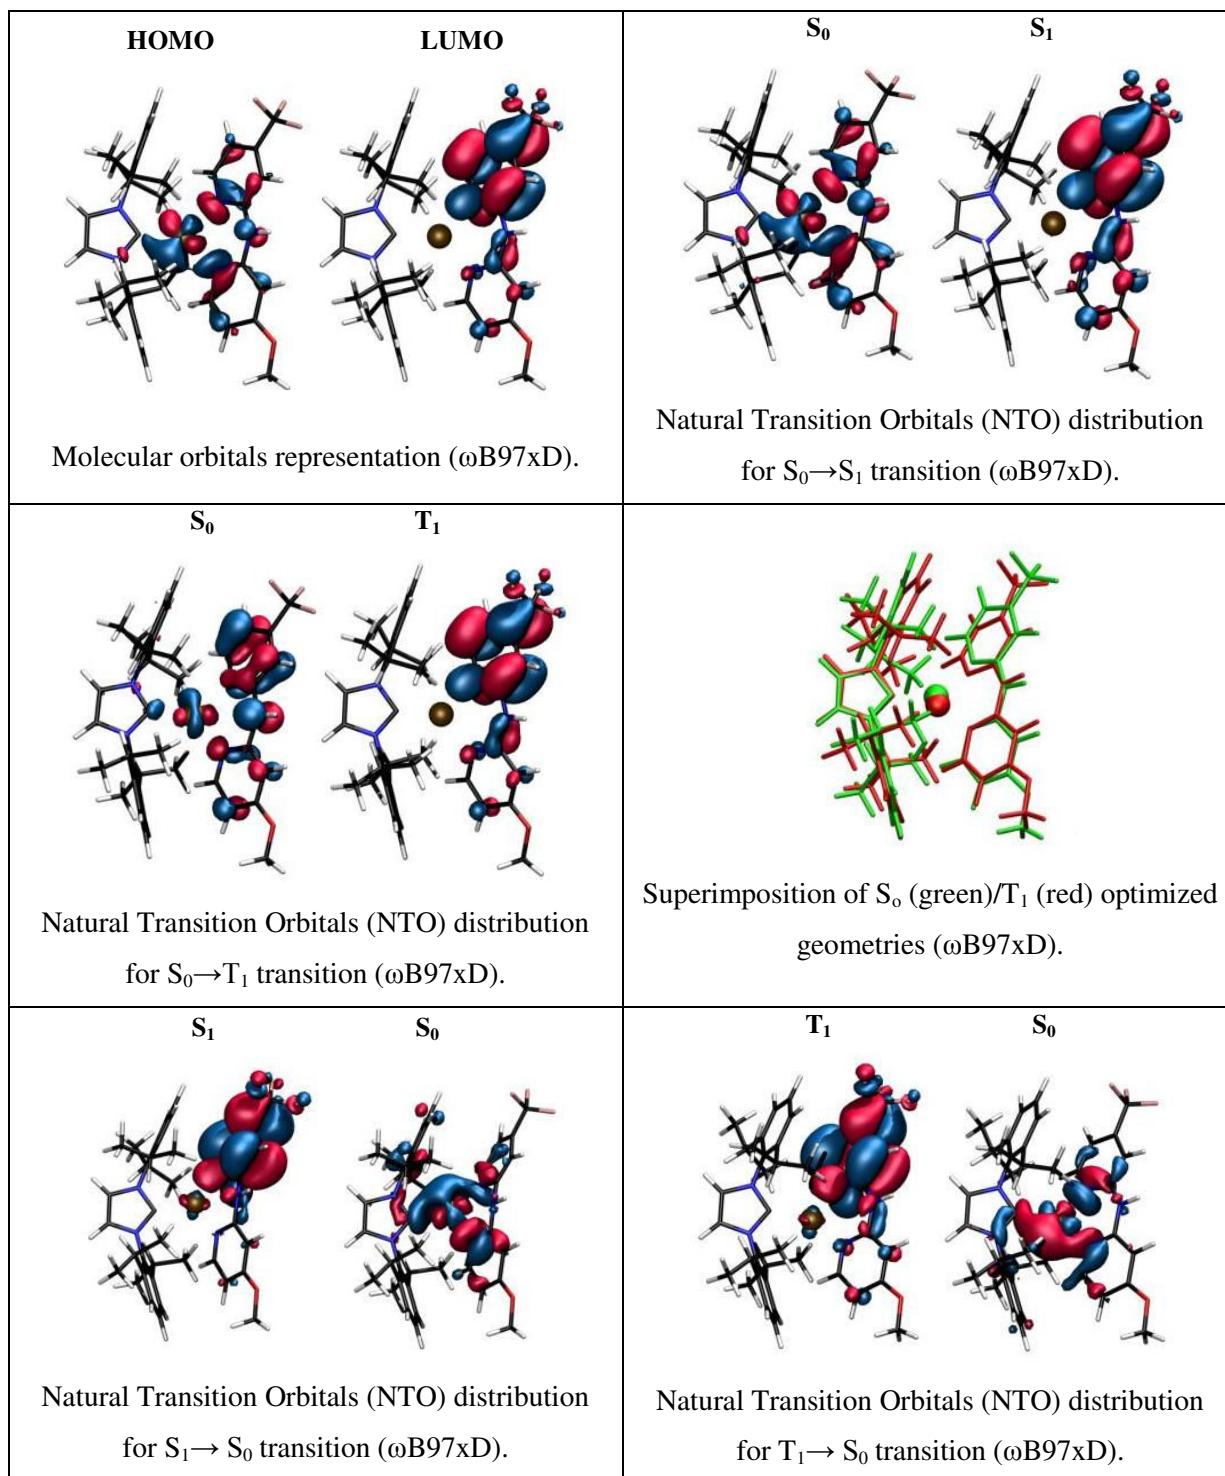 HOMO LUMO
Molecular orbitals representation (ωB97xD).
S₀ S₁
Natural Transition Orbitals (NTO) distribution
for S₀→S₁ transition (ωB97xD).
S₀ T₁
Natural Transition Orbitals (NTO) distribution
for S₀→T₁ transition (ωB97xD).
Superimposition of Sₒ (green)/T₁ (red) optimized
geometries (ωB97xD).
S₁ S₀
Natural Transition Orbitals (NTO) distribution
for S₁→ S₀ transition (ωB97xD).
T₁ S₀
Natural Transition Orbitals (NTO) distribution
for T₁→ S₀ transition (ωB97xD).